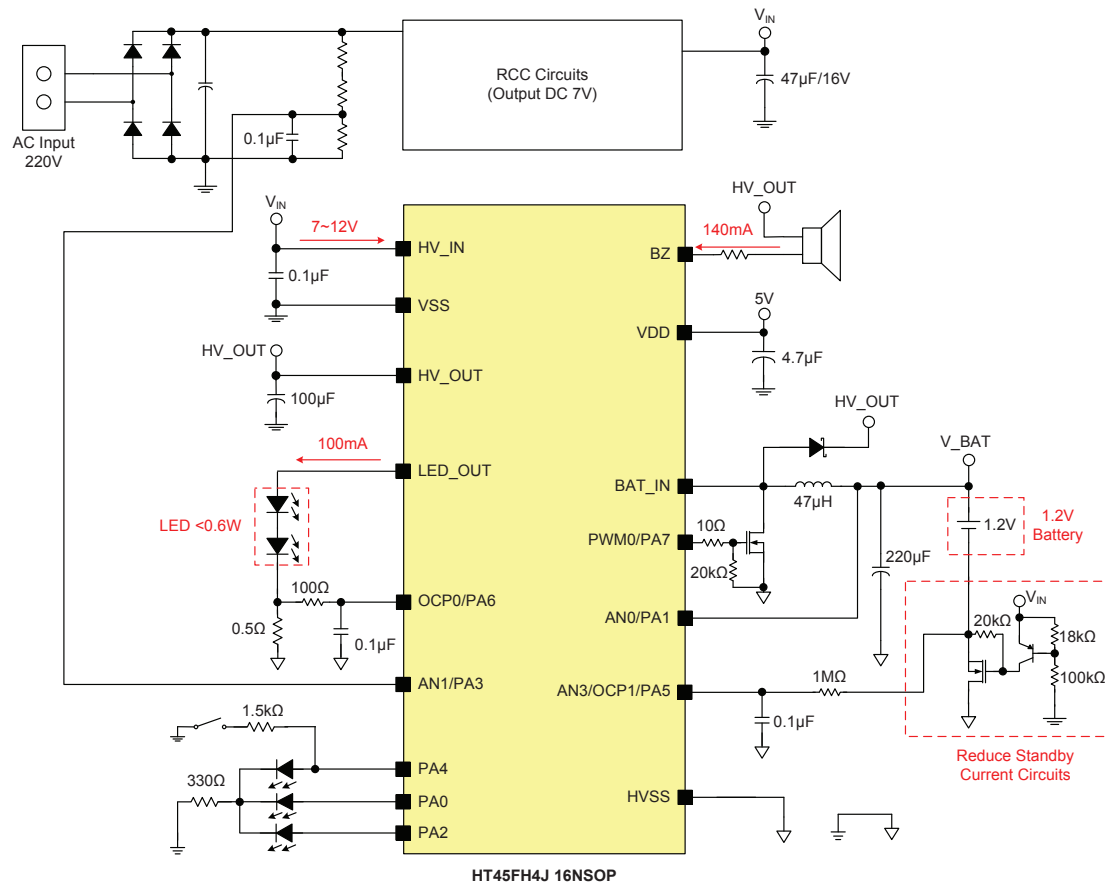 AC Input
220V
0.1µF
RCC Circuits
(Output DC 7V)
VIN
47µF/16V
VIN
7~12V
HV_IN
0.1µF
VSS
HV_OUT
HV_OUT
100µF
100mA
LED_OUT
LED <0.6W
100Ω
OCP0/PA6
0.5Ω
0.1µF
AN1/PA3
1.5kΩ
PA4
330Ω
PA0
PA2
HV_OUT
140mA
BZ
5V
VDD
4.7µF
HV_OUT
V_BAT
BAT_IN
47µH
1.2V
1.2V
Battery
10Ω
PWM0/PA7
20kΩ
220µF
AN0/PA1
VIN
20kΩ
18kΩ
100kΩ
1MΩ
AN3/OCP1/PA5
0.1µF
Reduce Standby
Current Circuits
HVSS
HT45FH4J 16NSOP